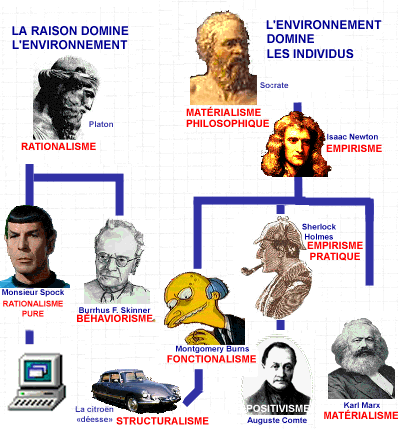 LA RAISON DOMINE
L'ENVIRONNEMENT
L'ENVIRONNEMENT
DOMINE
LES INDIVIDUS
Platon
RATIONALISME
Socrate
MATÉRIALISME
PHILOSOPHIQUE
Isaac Newton
EMPIRISME
Monsieur Spock
RATIONALISME
PURE
Burrhus F. Skinner
BEHAVIORISME
Montgomery Burns
FONCTIONALISME
Sherlock
Holmes
EMPIRISME
PRATIQUE
La citroën
«déesse»
STRUCTURALISME
POSITIVISME
Auguste Comte
Karl Marx
MATÉRIALISME